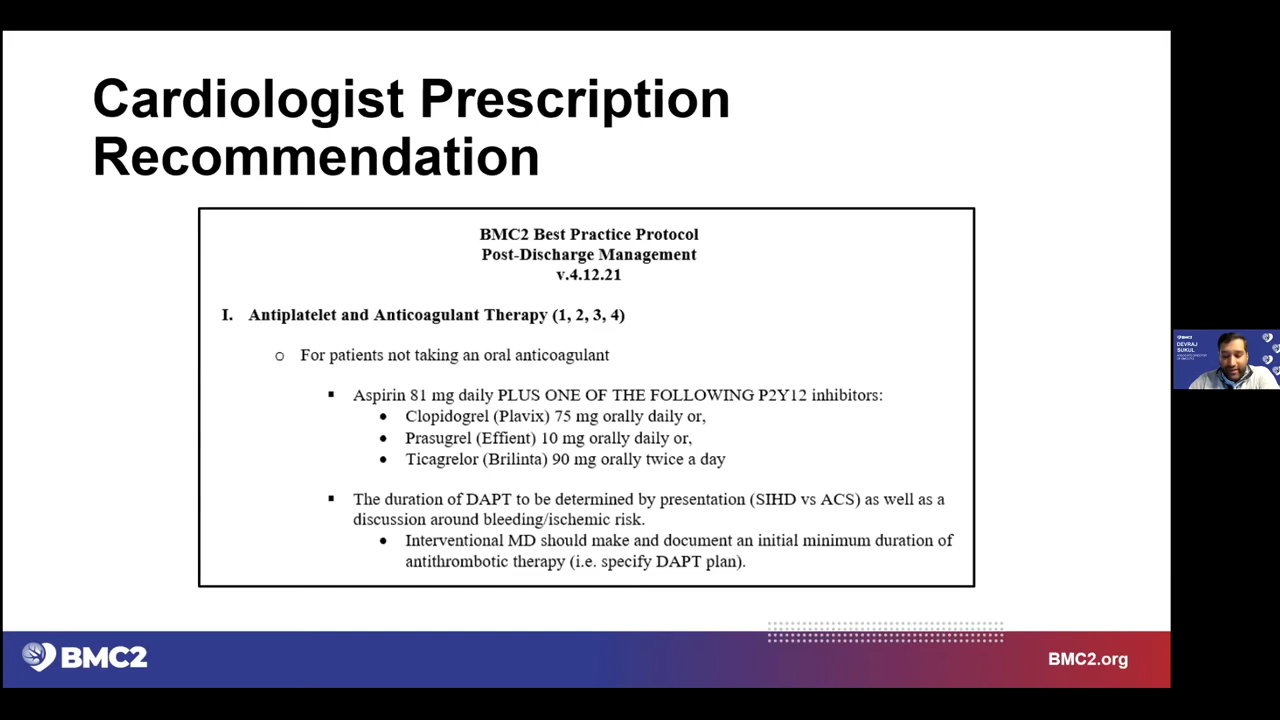 Cardiologist Prescription
Recommendation
BMC2 Best Practice Protocol
Post-Discharge Management
v.4.12.21
I. Antiplatelet and Anticoagulant Therapy (1, 2, 3, 4)
o For patients not taking an oral anticoagulant
▪ Aspirin 81 mg daily PLUS ONE OF THE FOLLOWING P2Y12 inhibitors:
• Clopidogrel (Plavix) 75 mg orally daily or,
• Prasugrel (Effient) 10 mg orally daily or,
• Ticagrelor (Brilinta) 90 mg orally twice a day
▪ The duration of DAPT to be determined by presentation (SIHD vs ACS) as well as a
discussion around bleeding/ischemic risk.
• Interventional MD should make and document an initial minimum duration of
antithrombotic therapy (i.e. specify DAPT plan).
BMC2
BMC2.org
BMC2
DEVRAJ
SUKUL